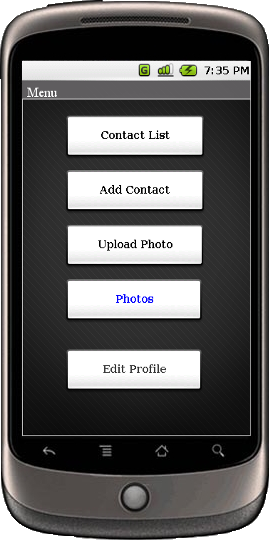 G 7:35 PM
Menu
Contact List
Add Contact
Upload Photo
Photos
Edit Profile